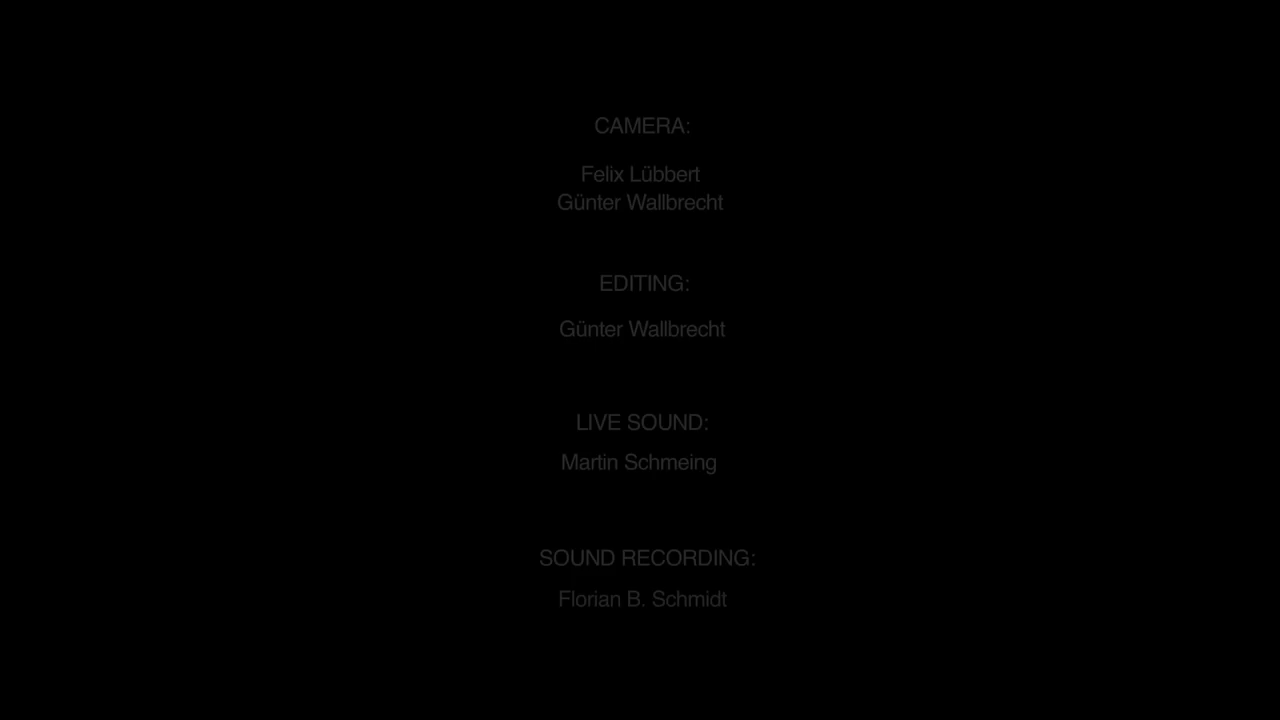 CAMERA:
Felix Lübbert
Günter Wallbrecht
EDITING:
Günter Wallbrecht
LIVE SOUND:
Martin Schmeing
SOUND RECORDING:
Florian B. Schmidt